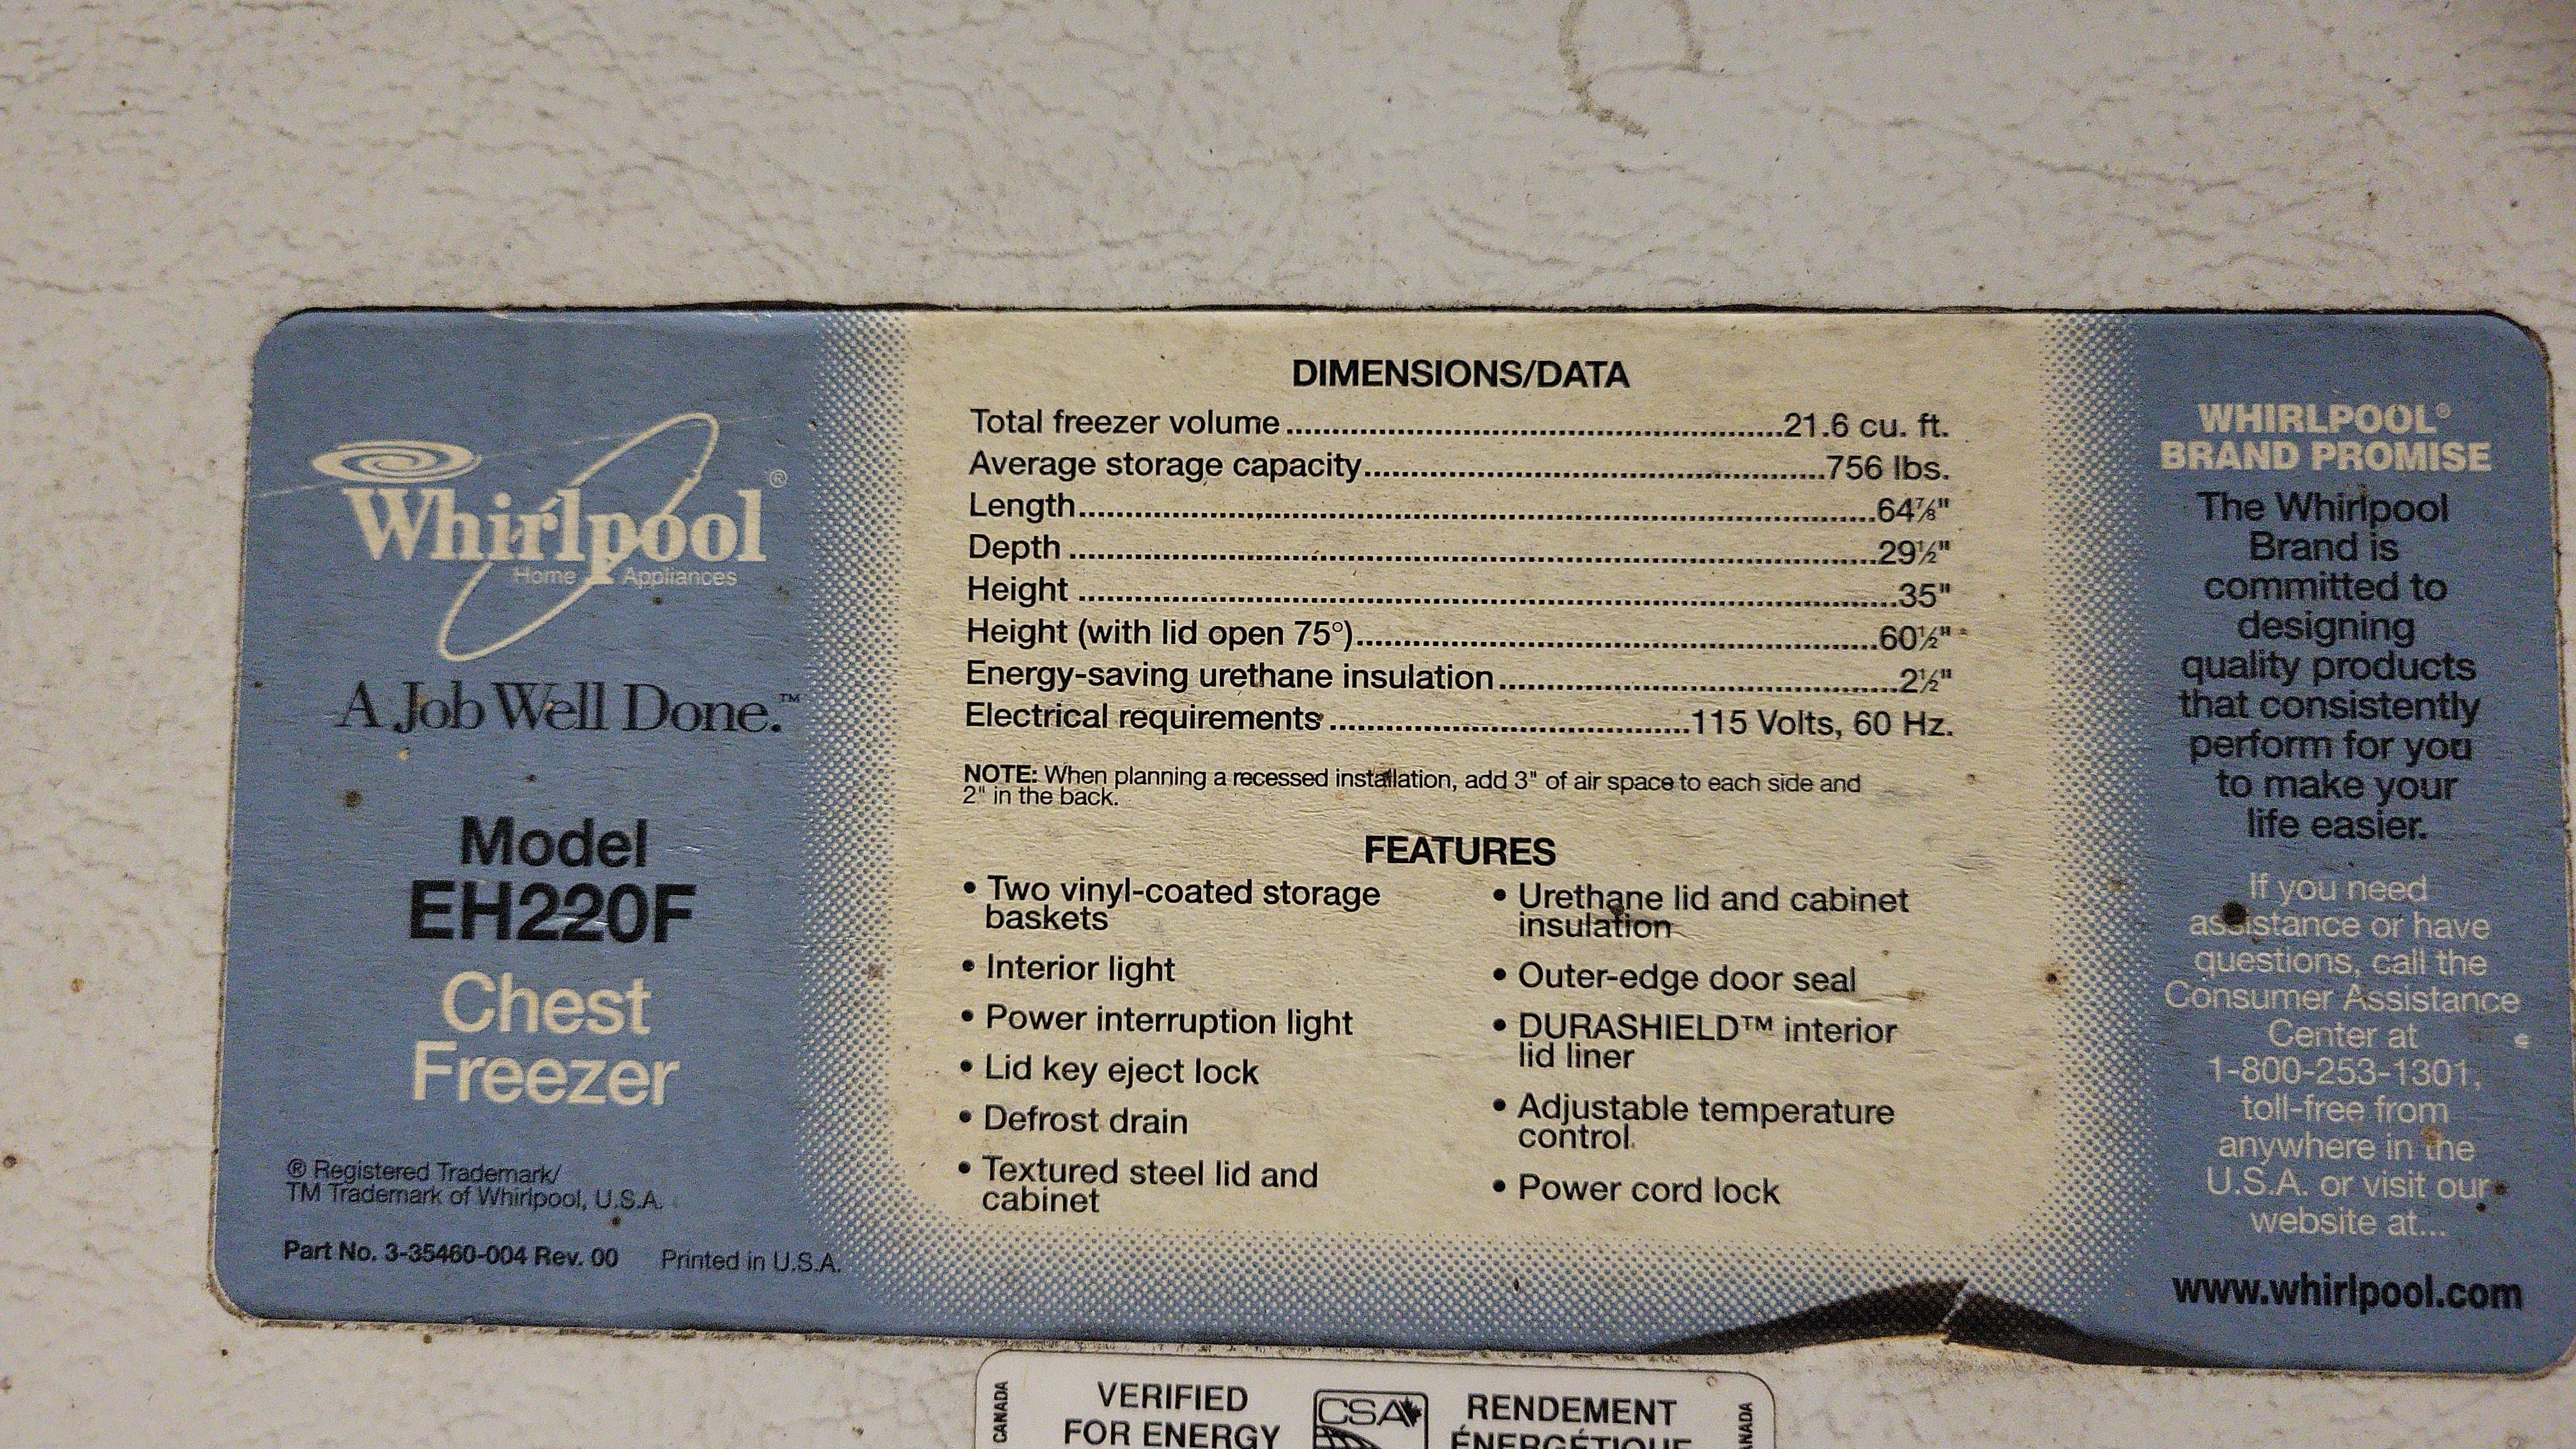 Whirlpool®
Home Appliances
A Job Well Done.™
Model
EH220F
Chest
Freezer
® Registered Trademark/
TM Trademark of Whirlpool, U.S.A.
Part No. 3-35460-004 Rev. 00 Printed in U.S.A.
DIMENSIONS/DATA
Total freezer volume.......................................................21.6 cu. ft.
Average storage capacity...................................................756 lbs.
Length.........................................................................................64⅞"
Depth ..........................................................................................29½"
Height ...........................................................................................35"
Height (with lid open 75°)..........................................................60½"
Energy-saving urethane insulation............................................2½"
Electrical requirements ........................................115 Volts, 60 Hz.
NOTE: When planning a recessed installation, add 3" of air space to each side and
2" in the back.
FEATURES
• Two vinyl-coated storage
baskets
• Interior light
• Power interruption light
• Lid key eject lock
• Defrost drain
• Textured steel lid and
cabinet
• Urethane lid and cabinet
insulation
• Outer-edge door seal
• DURASHIELD™ interior
lid liner
• Adjustable temperature
control
• Power cord lock
WHIRLPOOL®
BRAND PROMISE
The Whirlpool
Brand is
committed to
designing
quality products
that consistently
perform for you
to make your
life easier.
If you need
assistance or have
questions, call the
Consumer Assistance
Center at
1-800-253-1301,
toll-free from
anywhere in the
U.S.A. or visit our
website at...
www.whirlpool.com
CANADA
VERIFIED
FOR ENERGY
CSA
RENDEMENT
ÉNERGÉTIQUE